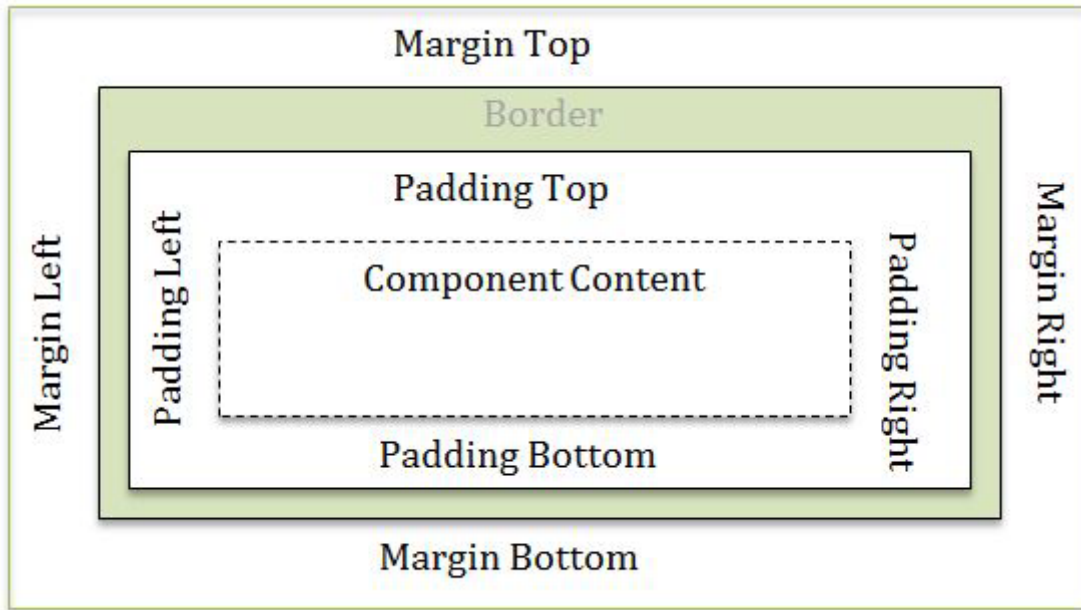 Margin Top
Border
Padding Top
Margin Left
Padding Left
Component Content
Padding Right
Margin Right
Padding Bottom
Margin Bottom